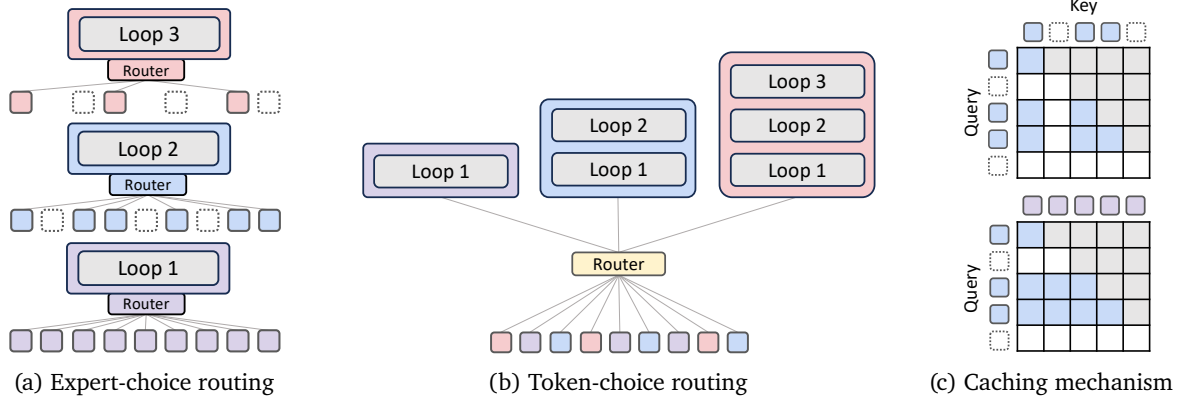 Loop 3
Router
Loop 2
Router
Loop 1
Router
(a) Expert-choice routing
Loop 1
Loop 2
Loop 1
Loop 3
Loop 2
Loop 1
Router
(b) Token-choice routing
Key
Query
Query
(c) Caching mechanism